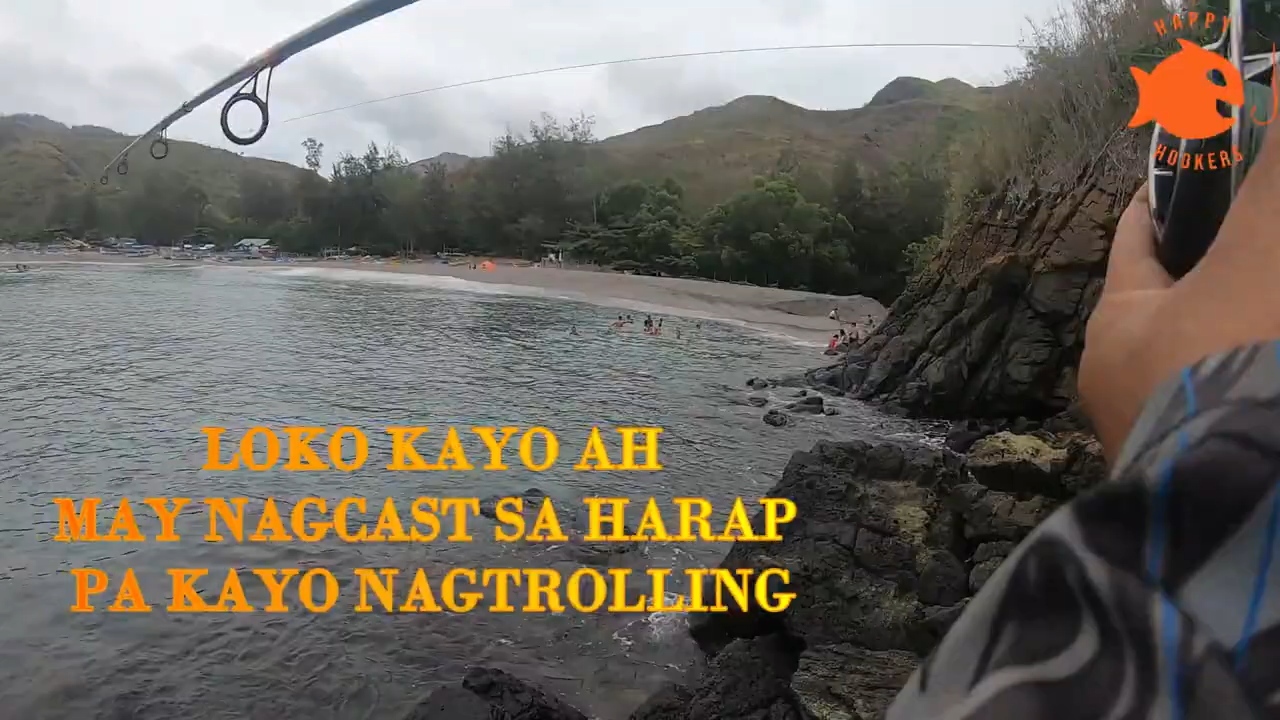 HAPPY
HOOKERS
LOKO KAYO AH
MAY NAGCAST SA HARAP
PA KAYO NAGTROLLING